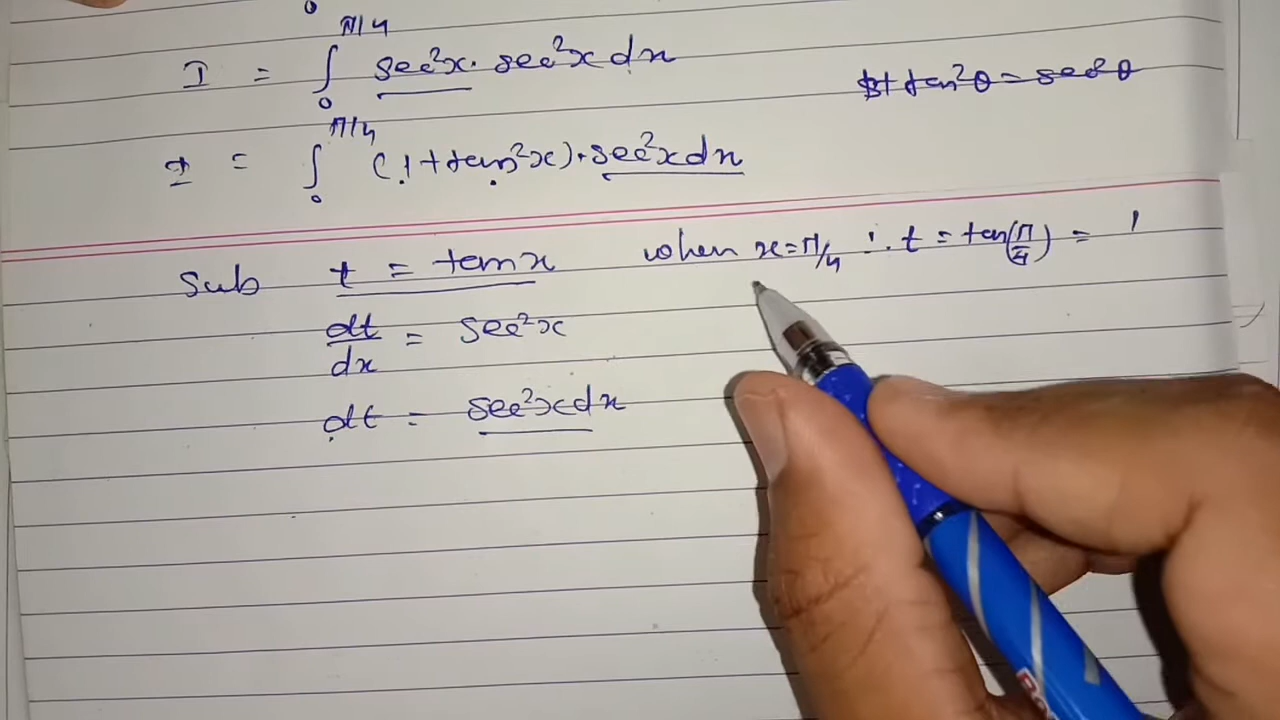 I = ∫₀^π/4 sec²x. sec²x dx
1+ tan²θ = sec²θ
I = ∫₀^π/4 (1+tan²x).sec²x dx
Sub t = tanx when x=π/4 ∴ t = tan(π/4) = 1
dt/dx = sec²x
dt = sec²x dx